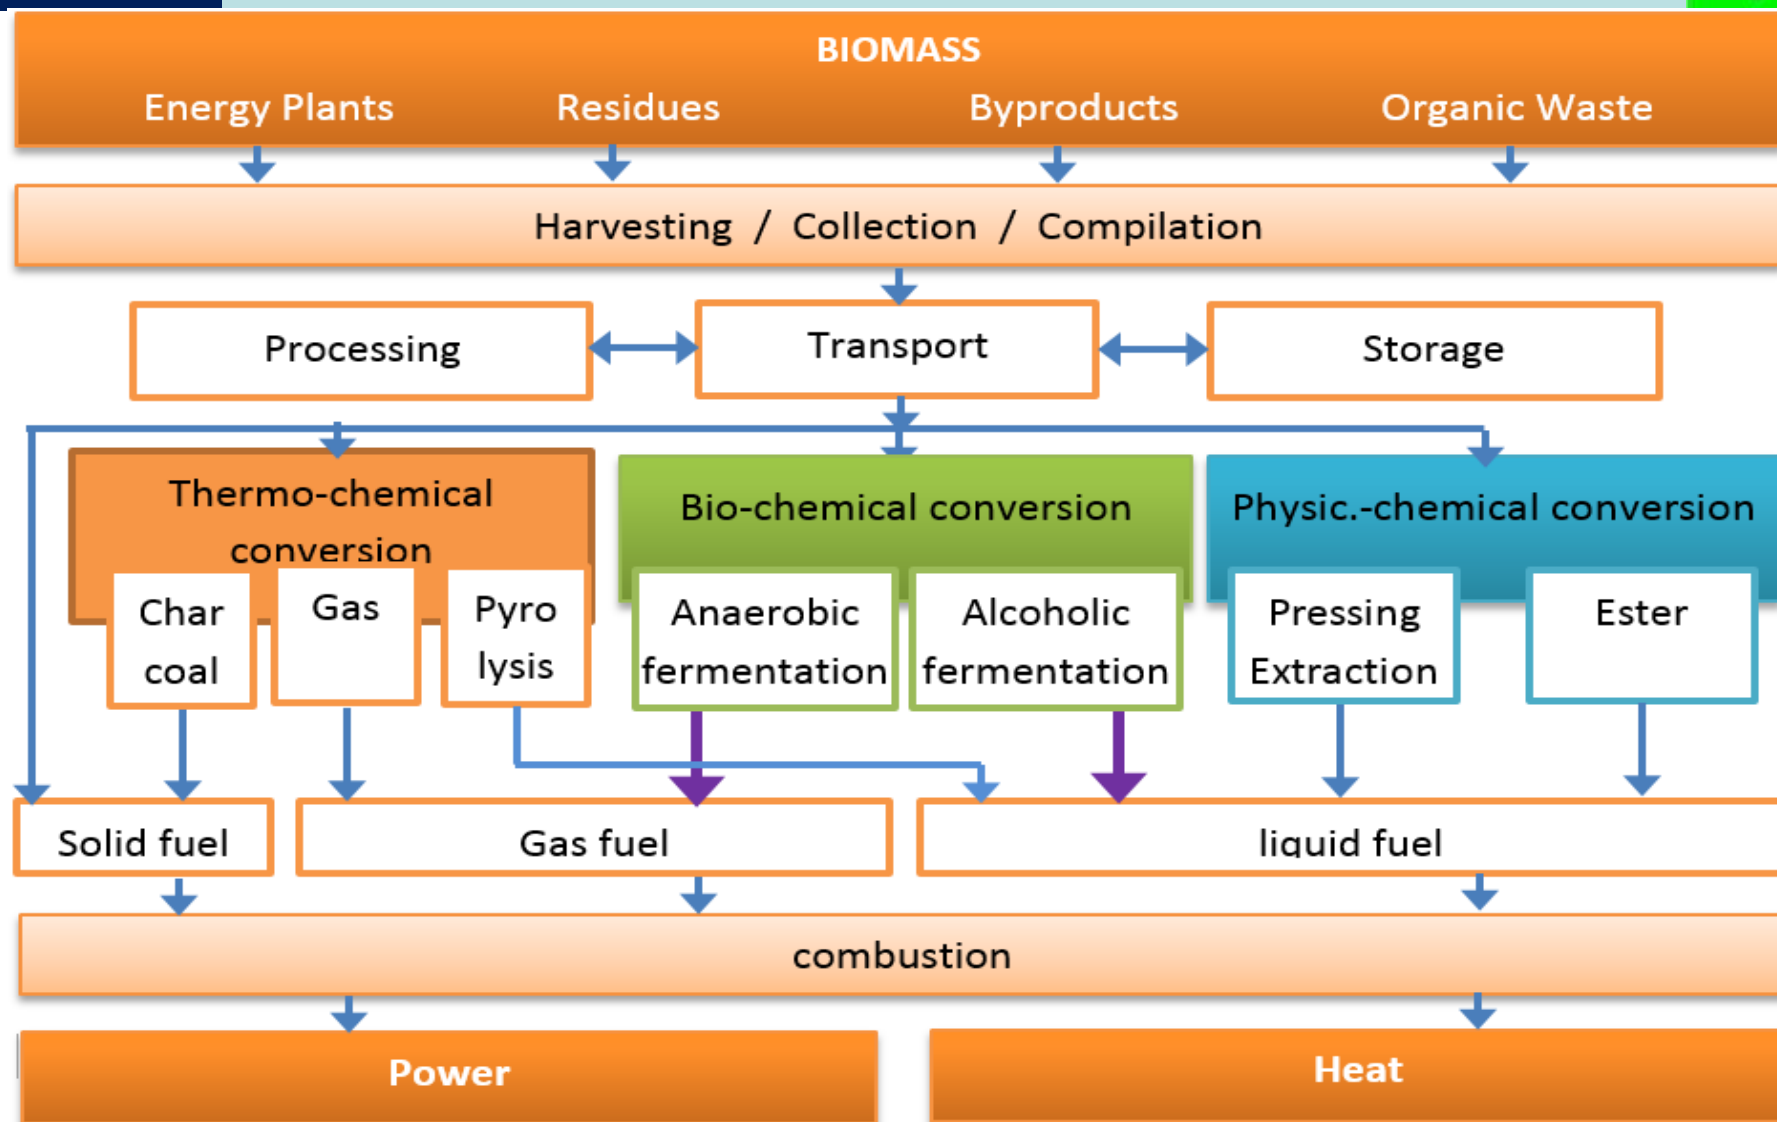 BIOMASS
Energy Plants Residues Byproducts Organic Waste
Harvesting / Collection / Compilation
Processing Transport Storage
Thermo-chemical
conversion
Bio-chemical conversion
Physic.-chemical conversion
Char
coal
Gas
Pyro
lysis
Anaerobic
fermentation
Alcoholic
fermentation
Pressing
Extraction
Ester
Solid fuel Gas fuel liquid fuel
combustion
Power Heat